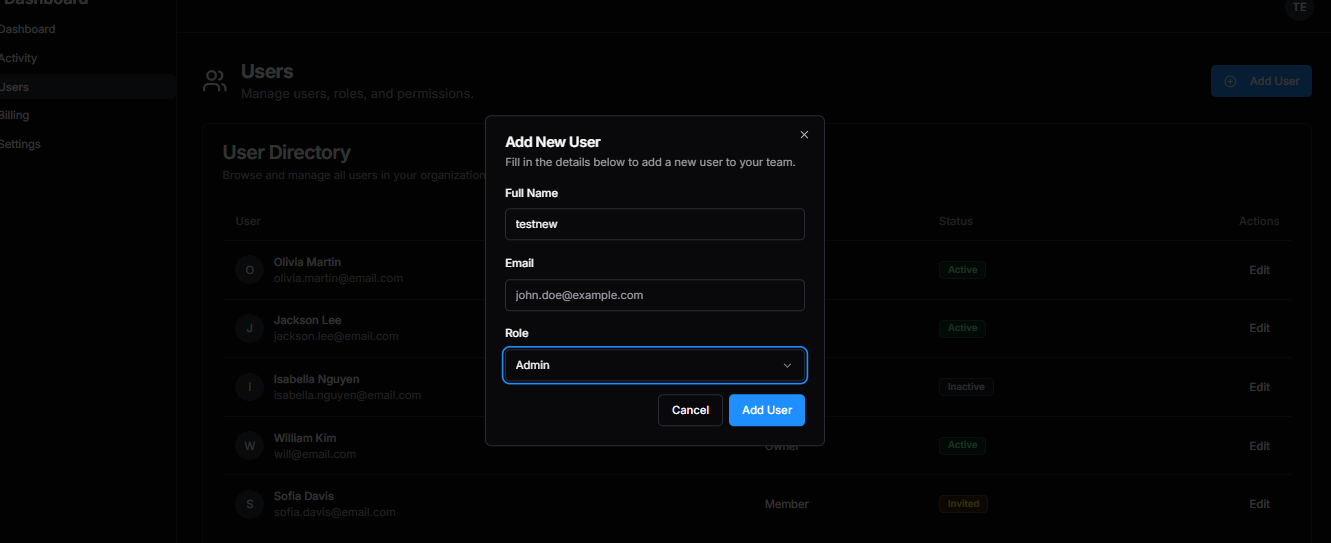 Dashboard
Dashboard
Activity
Users
Billing
Settings
TE
Users
Manage users, roles, and permissions.
Add User
User Directory
Browse and manage all users in your organization
User
Status
Actions
O
Olivia Martin
olivia.martin@email.com
Active
Edit
J
Jackson Lee
jackson.lee@email.com
Active
Edit
I
Isabella Nguyen
isabella.nguyen@email.com
Inactive
Edit
W
William Kim
will@email.com
Owner
Active
Edit
S
Sofia Davis
sofia.davis@email.com
Member
Invited
Edit
Add New User
Fill in the details below to add a new user to your team.
Full Name
testnew
Email
john.doe@example.com
Role
Admin
Cancel
Add User